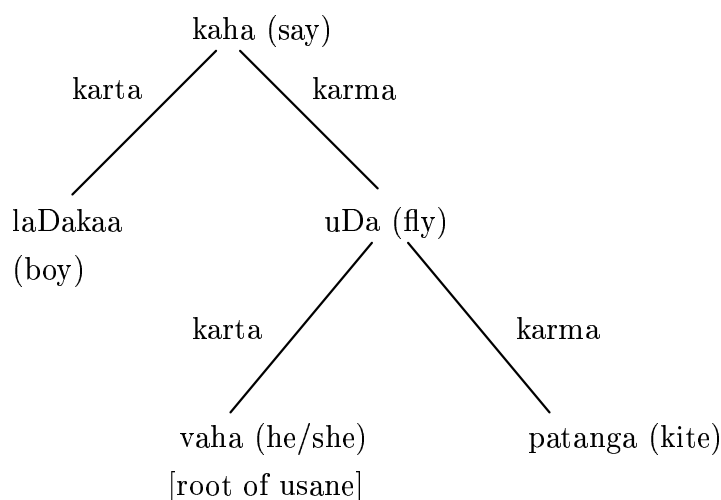 kaha (say)
karta karma
laDakaa uDa (fly)
(boy)
karta karma
vaha (he/she) patanga (kite)
[root of usane]